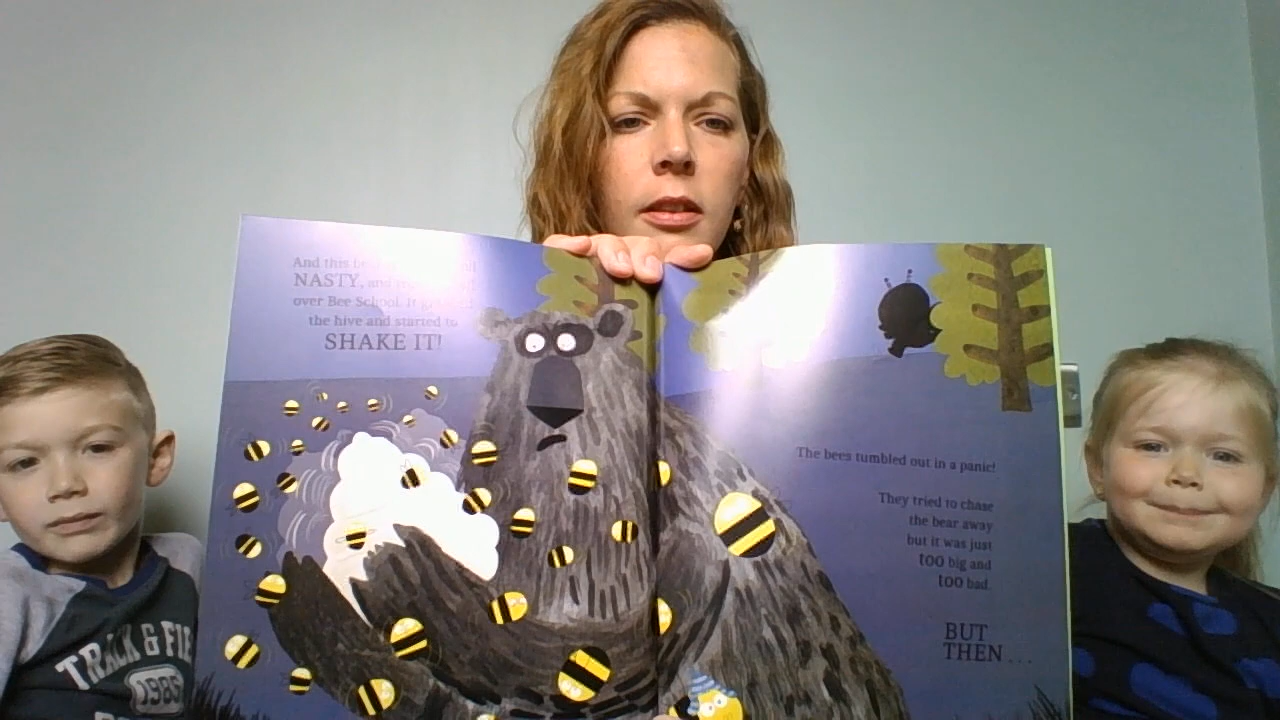 And this
NASTY, and
over Bee School. It
the hive and started to
SHAKE IT!
The bees tumbled out in a panic!
They tried to chase
the bear away
but it was just
too big and
too bad.
BUT
THEN...
TRACK & FIE
1985